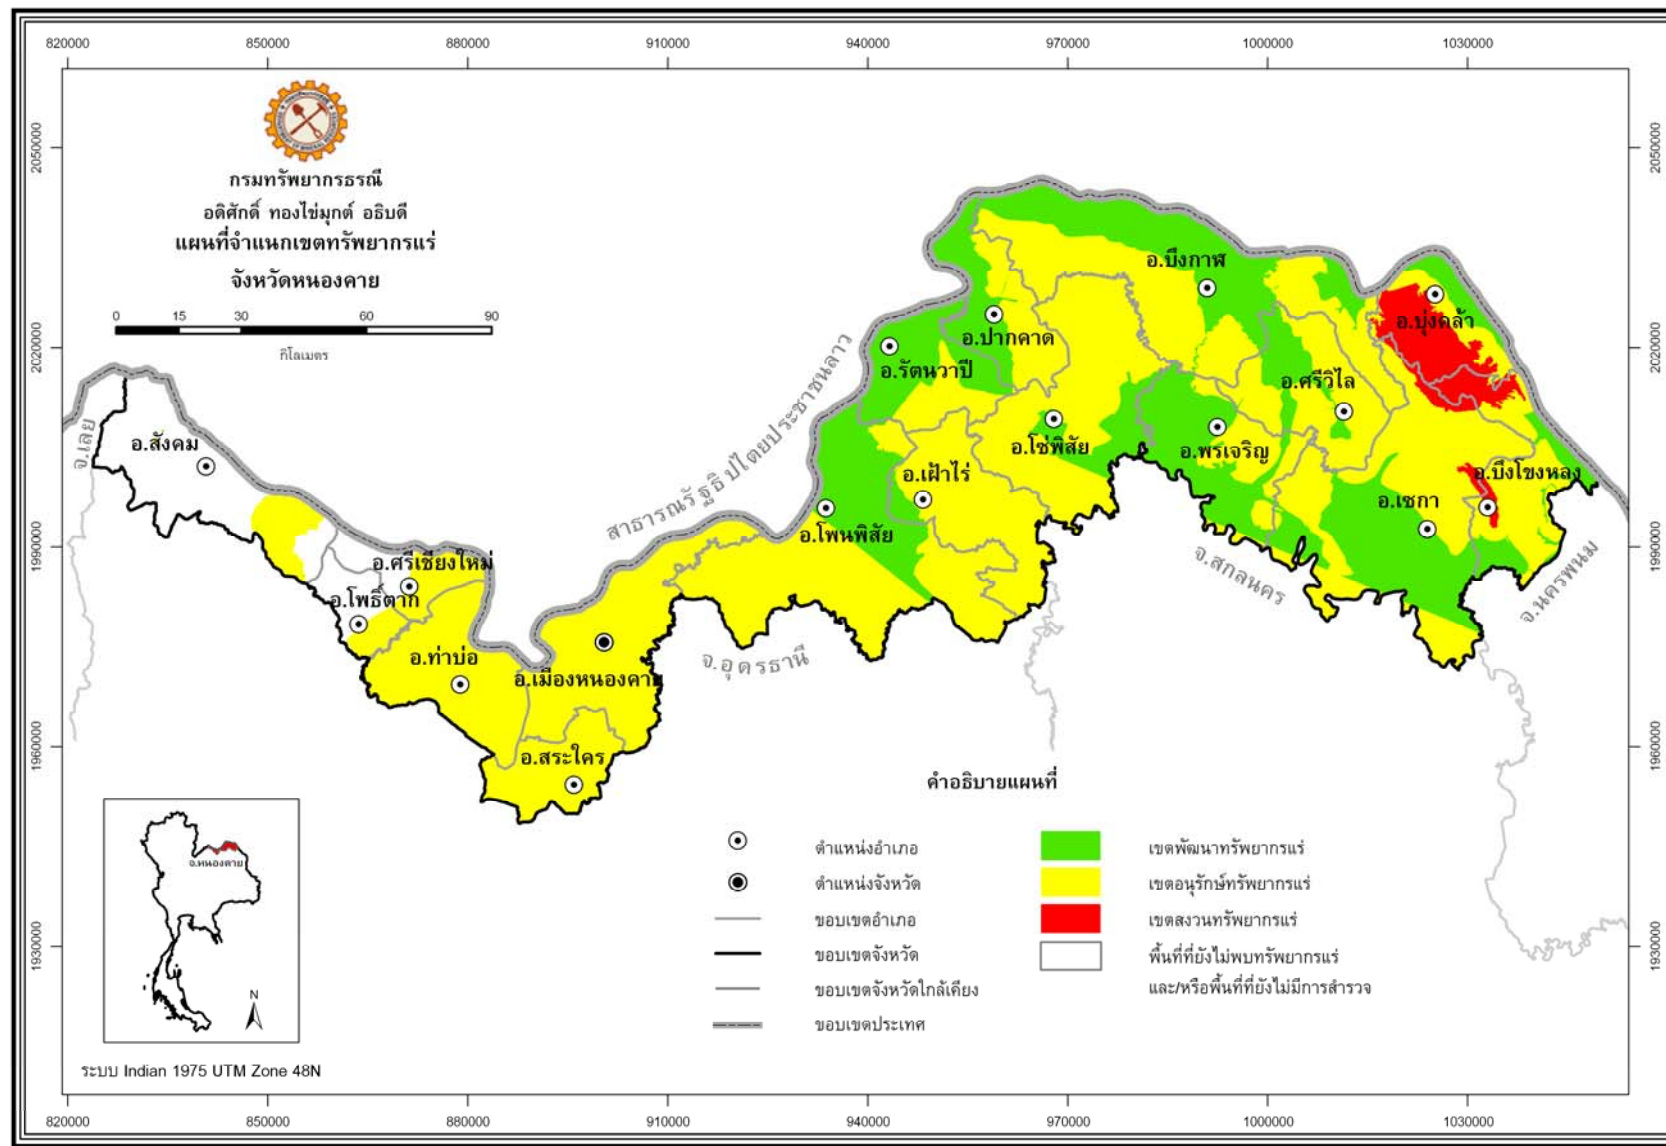 820000 850000 880000 910000 940000 970000 1000000 1030000
กรมทรัพยากรธรณี
อดิศักดิ์ ทองไข่มุกต์ อธิบดี
แผนที่จำแนกเขตทรัพยากรแร่
จังหวัดหนองคาย
0 15 30 60 90
กิโลเมตร
2050000 2050000
2020000 2020000
1990000 1990000
1960000 1960000
1930000 1930000
อ.บึงกาฬ
อ.บุ่งคล้า
อ.ปากคาด
อ.รัตนวาปี
อ.ศรีวิไล
อ.โซ่พิสัย
อ.พรเจริญ
อ.สังคม
อ.เฝ้าไร่
อ.บึงโขงหลง
อ.เซกา
อ.โพนพิสัย
อ.ศรีเชียงใหม่
อ.โพธิ์ตาก
อ.ท่าบ่อ
อ.เมืองหนองคาย
อ.สระใคร
จ.เลย
สาธารณรัฐธิปไตยประชาชนลาว
จ.อุดรธานี
จ.สกลนคร
จ.นครพนม
คำอธิบายแผนที่
ตำแหน่งอำเภอ
ตำแหน่งจังหวัด
ขอบเขตอำเภอ
ขอบเขตจังหวัด
ขอบเขตจังหวัดใกล้เคียง
ขอบเขตประเทศ
เขตพัฒนาทรัพยากรแร่
เขตอนุรักษ์ทรัพยากรแร่
เขตสงวนทรัพยากรแร่
พื้นที่ที่ยังไม่พบทรัพยากรแร่
และ/หรือพื้นที่ที่ยังไม่มีการสำรวจ
จ.หนองคาย
N
ระบบ Indian 1975 UTM Zone 48N
820000 850000 880000 910000 940000 970000 1000000 1030000